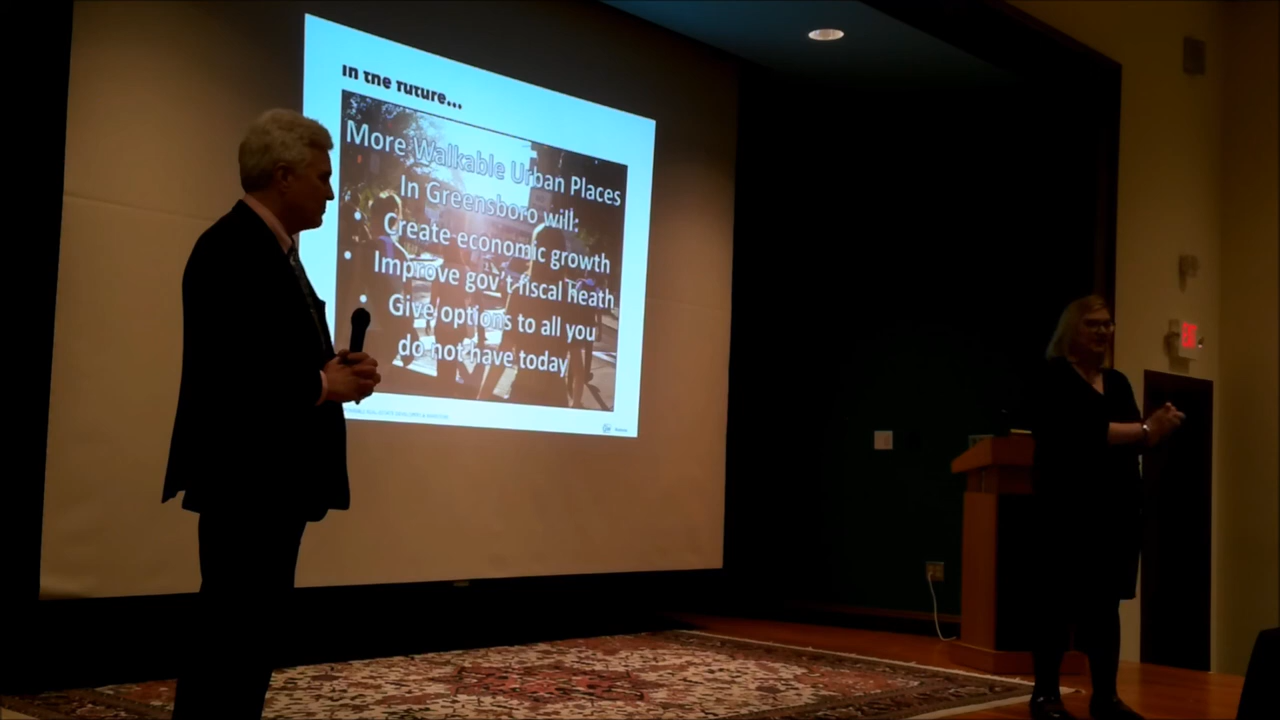 In the future...
More Walkable Urban Places
In Greensboro will:
• Create economic growth
• Improve gov't fiscal heath
• Give options to all you
do not have today